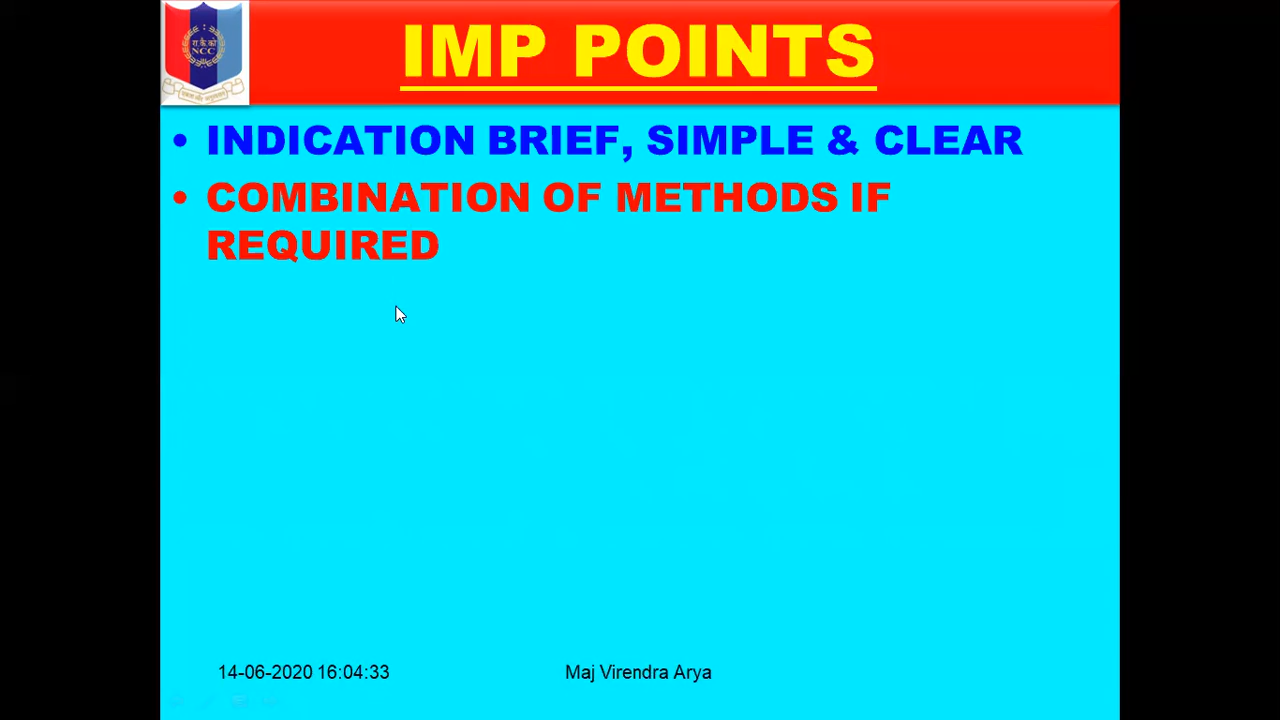 रा.कै.को
NCC
IMP POINTS
• INDICATION BRIEF, SIMPLE & CLEAR
• COMBINATION OF METHODS IF
REQUIRED
14-06-2020 16:04:33
Maj Virendra Arya